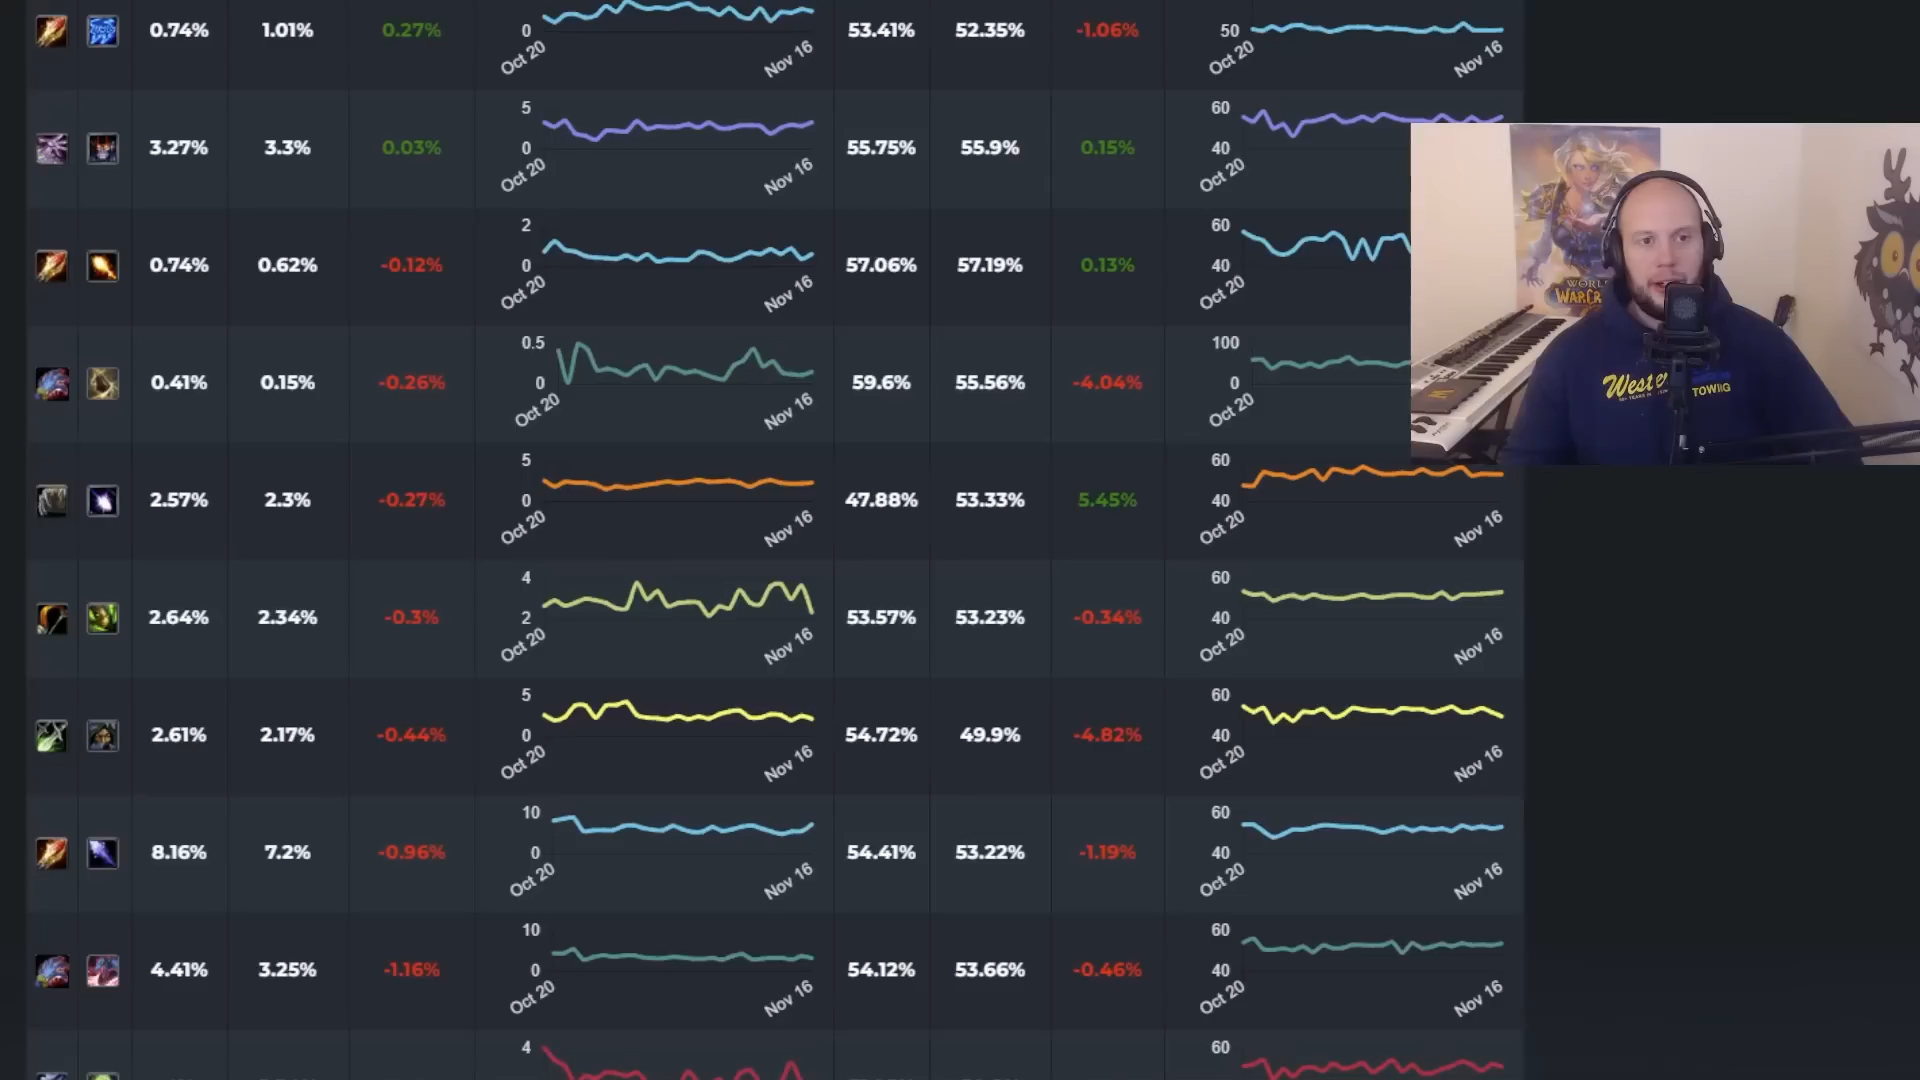 0.74% 1.01% 0.27% 0 Oct 20 Nov 16 53.41% 52.35% -1.06% 50 Oct 20 Nov 16
3.27% 3.3% 0.03% 5 0 Oct 20 Nov 16 55.75% 55.9% 0.15% 60 40 Oct 20
0.74% 0.62% -0.12% 2 0 Oct 20 Nov 16 57.06% 57.19% 0.13% 60 40 Oct 20
0.41% 0.15% -0.26% 0.5 0 Oct 20 Nov 16 59.6% 55.56% -4.04% 100 0 Oct 20
2.57% 2.3% -0.27% 5 0 Oct 20 Nov 16 47.88% 53.33% 5.45% 60 40 Oct 20 Nov 16
2.64% 2.34% -0.3% 4 2 Oct 20 Nov 16 53.57% 53.23% -0.34% 60 40 Oct 20 Nov 16
2.61% 2.17% -0.44% 5 0 Oct 20 Nov 16 54.72% 49.9% -4.82% 60 40 Oct 20 Nov 16
8.16% 7.2% -0.96% 10 0 Oct 20 Nov 16 54.41% 53.22% -1.19% 60 40 Oct 20 Nov 16
4.41% 3.25% -1.16% 10 0 Oct 20 Nov 16 54.12% 53.66% -0.46% 60 40 Oct 20 Nov 16
4 60